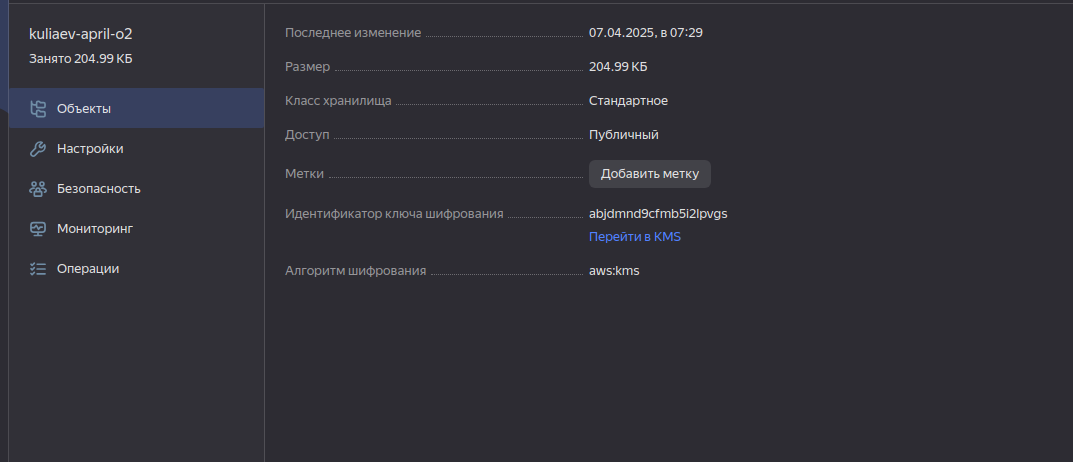 kuliaev-april-o2
Занято 204.99 КБ
Объекты
Настройки
Безопасность
Мониторинг
Операции
Последнее изменение 07.04.2025, в 07:29
Размер 204.99 КБ
Класс хранилища Стандартное
Доступ Публичный
Метки Добавить метку
Идентификатор ключа шифрования abjdmnd9cfmb5i2lpvgs
Перейти в KMS
Алгоритм шифрования aws:kms